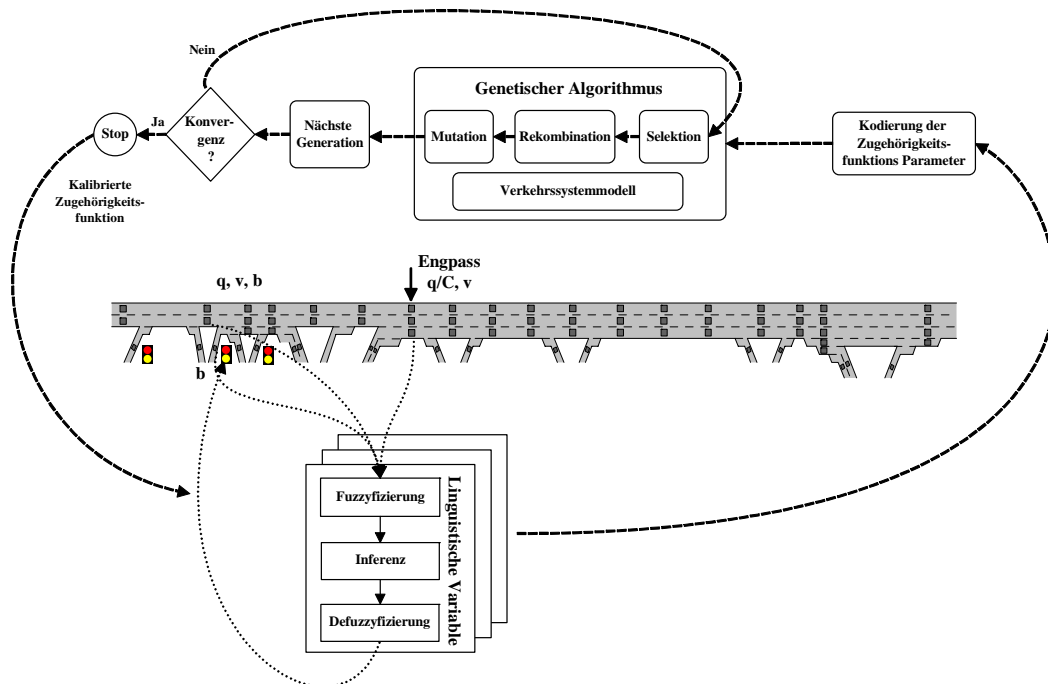 Nein
Genetischer Algorithmus
Stop
Ja
Konver-
genz
?
Nächste
Generation
Mutation
Rekombination
Selektion
Verkehrssystemmodell
Kodierung der
Zugehörigkeits-
funktions Parameter
Kalibrierte
Zugehörigkeits-
funktion
q, v, b
Engpass
q/C, v
b
Fuzzyfizierung
Inferenz
Defuzzyfizierung
Linguistische Variable